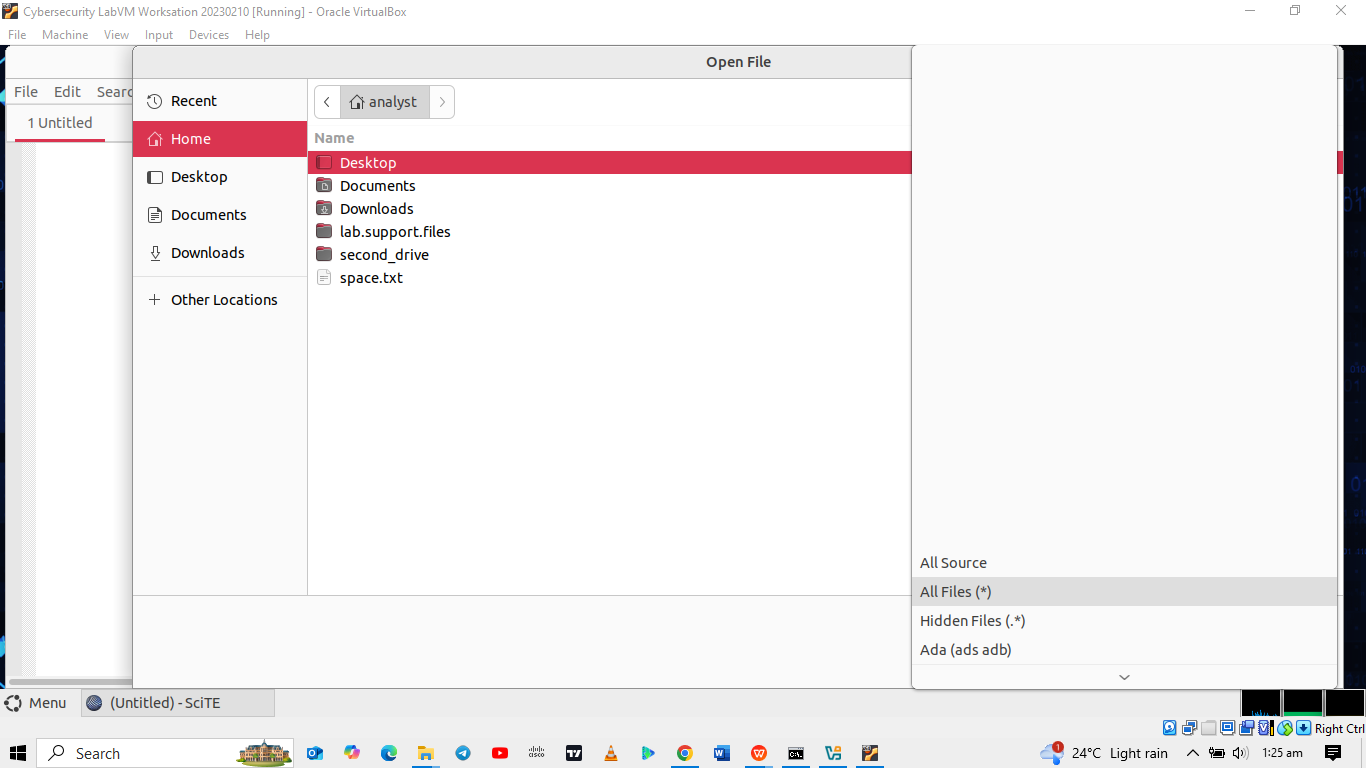 Cybersecurity LabVM Worksation 20230210 [Running] - Oracle VirtualBox
File Machine View Input Devices Help
Open File
File Edit Searc
1 Untitled
Recent
Home
Desktop
Documents
Downloads
Other Locations
analyst
Name
Desktop
Documents
Downloads
lab.support.files
second_drive
space.txt
All Source
All Files (*)
Hidden Files (.*)
Ada (ads adb)
Menu (Untitled) - SciTE
Right Ctrl
Search
1
24°C Light rain
1:25 am